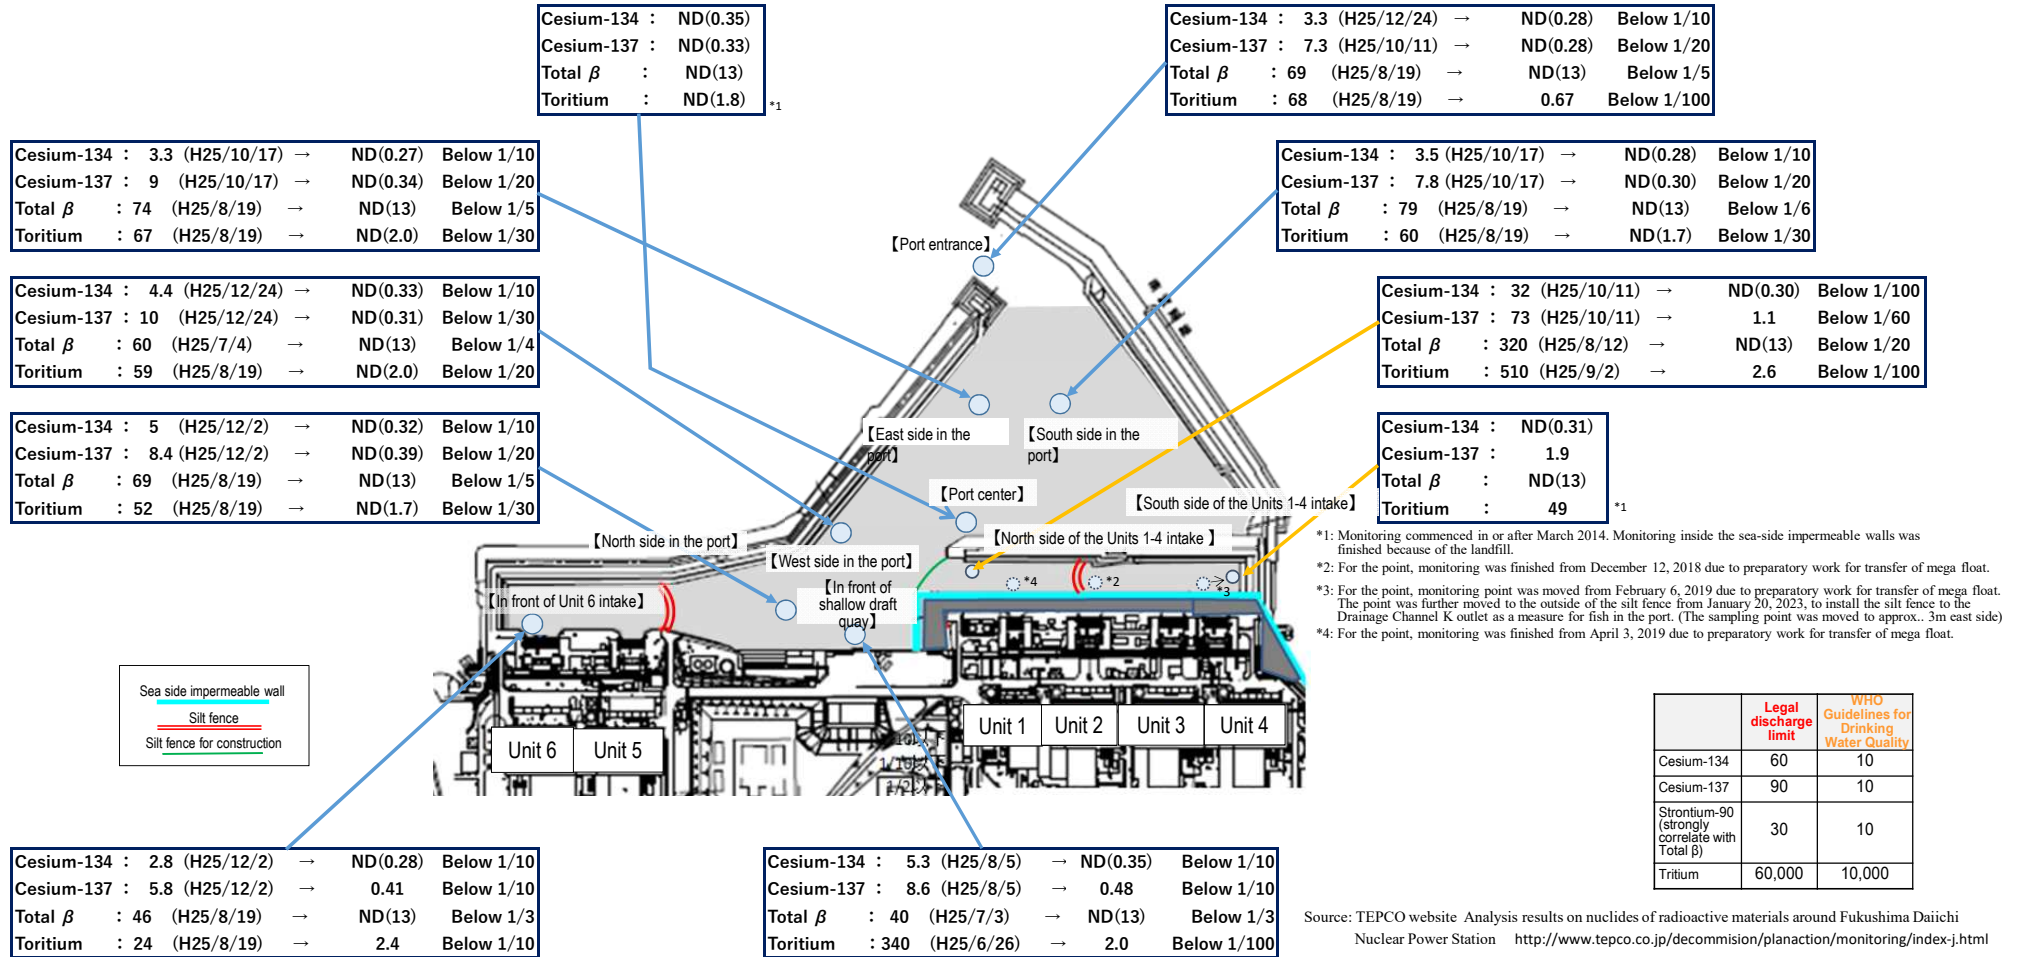 Cesium-134 : ND(0.35)
Cesium-137 : ND(0.33)
Total β : ND(13)
Toritium : ND(1.8)
*1
Cesium-134 : 3.3 (H25/12/24) → ND(0.28) Below 1/10
Cesium-137 : 7.3 (H25/10/11) → ND(0.28) Below 1/20
Total β : 69 (H25/8/19) → ND(13) Below 1/5
Toritium : 68 (H25/8/19) → 0.67 Below 1/100
Cesium-134 : 3.3 (H25/10/17) → ND(0.27) Below 1/10
Cesium-137 : 9 (H25/10/17) → ND(0.34) Below 1/20
Total β : 74 (H25/8/19) → ND(13) Below 1/5
Toritium : 67 (H25/8/19) → ND(2.0) Below 1/30
Cesium-134 : 3.5 (H25/10/17) → ND(0.28) Below 1/10
Cesium-137 : 7.8 (H25/10/17) → ND(0.30) Below 1/20
Total β : 79 (H25/8/19) → ND(13) Below 1/6
Toritium : 60 (H25/8/19) → ND(1.7) Below 1/30
Cesium-134 : 4.4 (H25/12/24) → ND(0.33) Below 1/10
Cesium-137 : 10 (H25/12/24) → ND(0.31) Below 1/30
Total β : 60 (H25/7/4) → ND(13) Below 1/4
Toritium : 59 (H25/8/19) → ND(2.0) Below 1/20
Cesium-134 : 32 (H25/10/11) → ND(0.30) Below 1/100
Cesium-137 : 73 (H25/10/11) → 1.1 Below 1/60
Total β : 320 (H25/8/12) → ND(13) Below 1/20
Toritium : 510 (H25/9/2) → 2.6 Below 1/100
Cesium-134 : 5 (H25/12/2) → ND(0.32) Below 1/10
Cesium-137 : 8.4 (H25/12/2) → ND(0.39) Below 1/20
Total β : 69 (H25/8/19) → ND(13) Below 1/5
Toritium : 52 (H25/8/19) → ND(1.7) Below 1/30
Cesium-134 : ND(0.31)
Cesium-137 : 1.9
Total β : ND(13)
Toritium : 49
*1
【Port entrance】
【East side in the
port】
【South side in the
port】
【Port center】
【South side of the Units 1-4 intake】
【North side in the port】
【North side of the Units 1-4 intake 】
【West side in the port】
【In front of
shallow draft
quay】
【In front of Unit 6 intake】
*4
*2
*3
*1: Monitoring commenced in or after March 2014. Monitoring inside the sea-side impermeable walls was
finished because of the landfill.
*2: For the point, monitoring was finished from December 12, 2018 due to preparatory work for transfer of mega float.
*3: For the point, monitoring point was moved from February 6, 2019 due to preparatory work for transfer of mega float.
The point was further moved to the outside of the silt fence from January 20, 2023, to install the silt fence to the
Drainage Channel K outlet as a measure for fish in the port. (The sampling point was moved to approx.. 3m east side)
*4: For the point, monitoring was finished from April 3, 2019 due to preparatory work for transfer of mega float.
Sea side impermeable wall
Silt fence
Silt fence for construction
Unit 6
Unit 5
Unit 1
Unit 2
Unit 3
Unit 4
Legal
discharge
limit
WHO
Guidelines for
Drinking
Water Quality
Cesium-134 60 10
Cesium-137 90 10
Strontium-90
(strongly
correlate with
Total β)
30 10
Tritium 60,000 10,000
Cesium-134 : 2.8 (H25/12/2) → ND(0.28) Below 1/10
Cesium-137 : 5.8 (H25/12/2) → 0.41 Below 1/10
Total β : 46 (H25/8/19) → ND(13) Below 1/3
Toritium : 24 (H25/8/19) → 2.4 Below 1/10
Cesium-134 : 5.3 (H25/8/5) → ND(0.35) Below 1/10
Cesium-137 : 8.6 (H25/8/5) → 0.48 Below 1/10
Total β : 40 (H25/7/3) → ND(13) Below 1/3
Toritium : 340 (H25/6/26) → 2.0 Below 1/100
Source: TEPCO website Analysis results on nuclides of radioactive materials around Fukushima Daiichi
Nuclear Power Station http://www.tepco.co.jp/decommision/planaction/monitoring/index-j.html